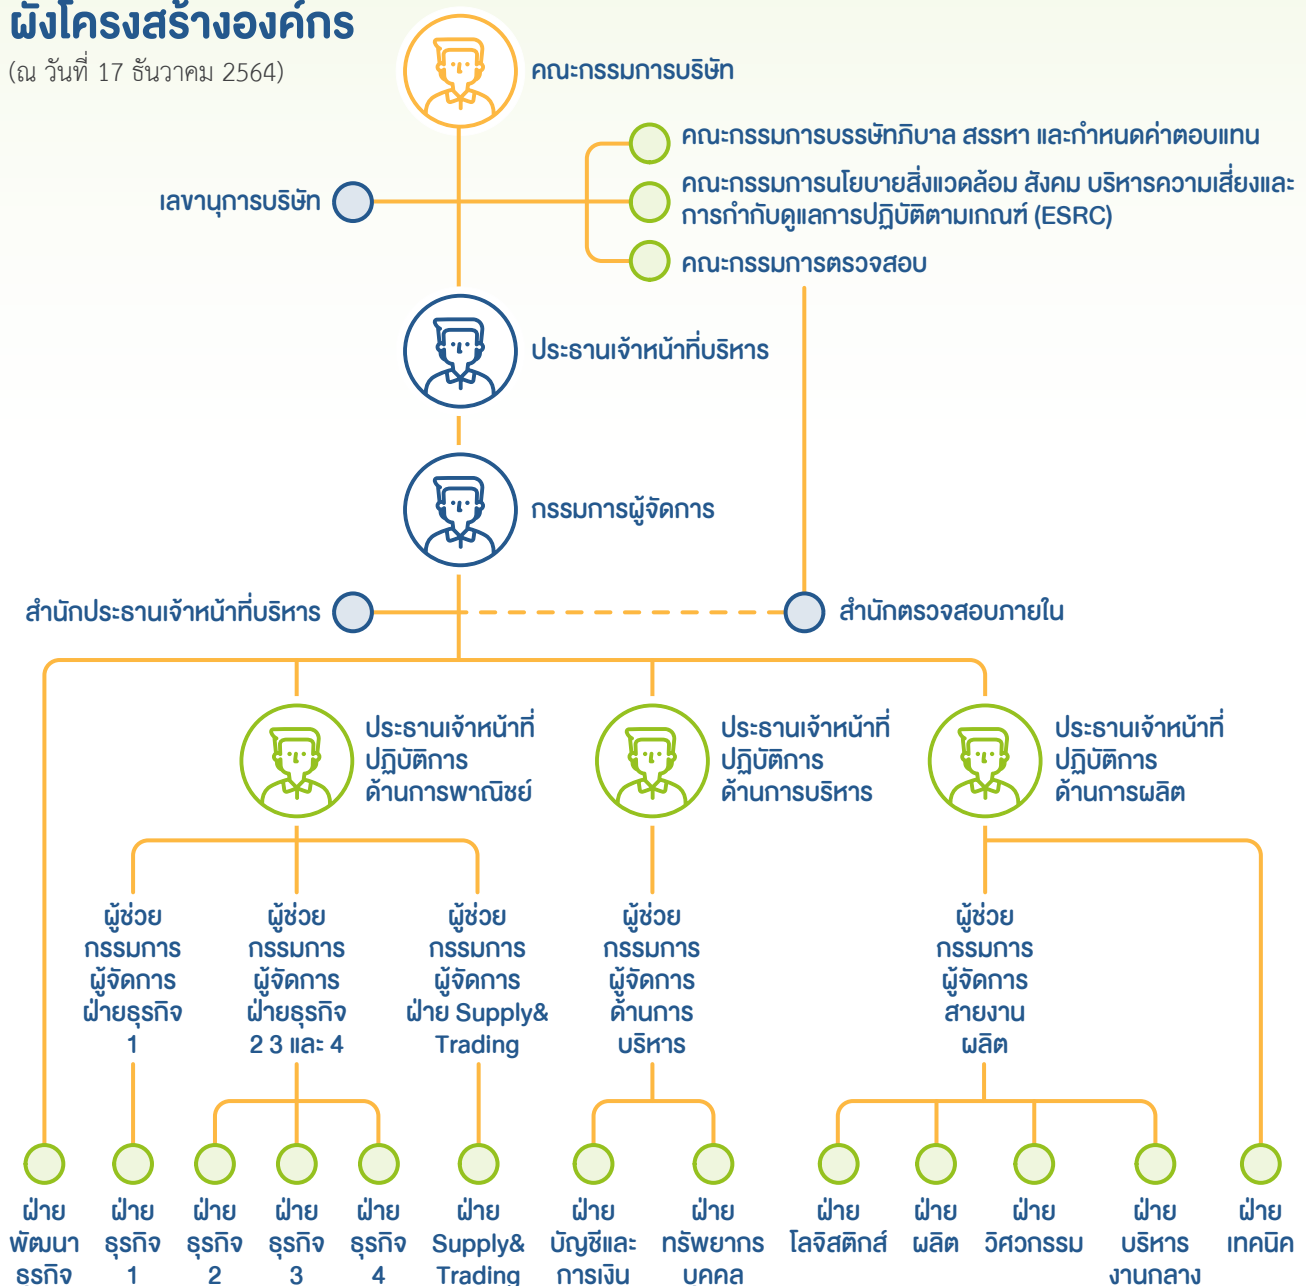 ผังโครงสร้างองค์กร
(ณ วันที่ 17 ธันวาคม 2564)
คณะกรรมการบริษัท
คณะกรรมการบรรษัทภิบาล สรรหา และกำหนดค่าตอบแทน
คณะกรรมการนโยบายสิ่งแวดล้อม สังคม บริหารความเสี่ยงและ
การกำกับดูแลการปฏิบัติตามเกณฑ์ (ESRC)
เลขานุการบริษัท
คณะกรรมการตรวจสอบ
ประธานเจ้าหน้าที่บริหาร
กรรมการผู้จัดการ
สำนักประธานเจ้าหน้าที่บริหาร
สำนักตรวจสอบภายใน
ประธานเจ้าหน้าที่
ปฏิบัติการ
ด้านการพาณิชย์
ประธานเจ้าหน้าที่
ปฏิบัติการ
ด้านการบริหาร
ประธานเจ้าหน้าที่
ปฏิบัติการ
ด้านการผลิต
ผู้ช่วย
กรรมการ
ผู้จัดการ
ฝ่ายธุรกิจ
1
ผู้ช่วย
กรรมการ
ผู้จัดการ
ฝ่ายธุรกิจ
2 3 และ 4
ผู้ช่วย
กรรมการ
ผู้จัดการ
ฝ่าย Supply&
Trading
ผู้ช่วย
กรรมการ
ผู้จัดการ
ด้านการ
บริหาร
ผู้ช่วย
กรรมการ
ผู้จัดการ
สายงาน
ผลิต
ฝ่าย
พัฒนา
ธุรกิจ
ฝ่าย
ธุรกิจ
1
ฝ่าย
ธุรกิจ
2
ฝ่าย
ธุรกิจ
3
ฝ่าย
ธุรกิจ
4
ฝ่าย
Supply&
Trading
ฝ่าย
บัญชีและ
การเงิน
ฝ่าย
ทรัพยากร
บุคคล
ฝ่าย
โลจิสติกส์
ฝ่าย
ผลิต
ฝ่าย
วิศวกรรม
ฝ่าย
บริหาร
งานกลาง
ฝ่าย
เทคนิค